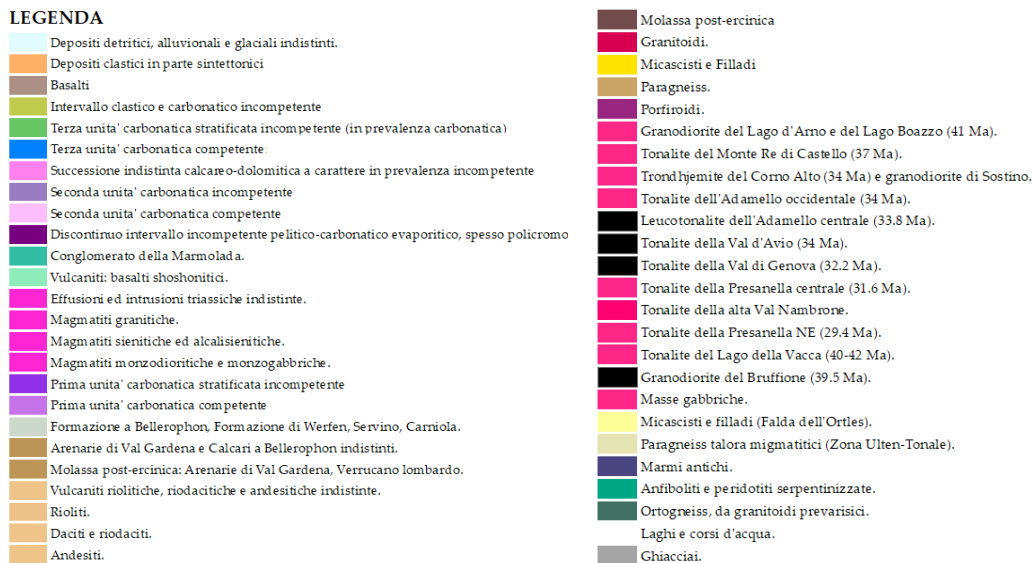 LEGENDA
Depositi detritici, alluvionali e glaciali indistinti.
Depositi clastici in parte sintettonici
Basalti
Intervallo clastico e carbonatico incompetente
Terza unita' carbonatica stratificata incompetente (in prevalenza carbonatica)
Terza unita' carbonatica competente
Successione indistinta calcareo-dolomitica a carattere in prevalenza incompetente
Seconda unita' carbonatica incompetente
Seconda unita' carbonatica competente
Discontinuo intervallo incompetente pelitico-carbonatico evaporitico, spesso policromo
Conglomerato della Marmolada.
Vulcaniti: basalti shoshonitici.
Effusioni ed intrusioni triassiche indistinte.
Magmatiti granitiche.
Magmatiti sienitiche ed alcalisienitiche.
Magmatiti monzodioritiche e monzogabbriche.
Prima unita' carbonatica stratificata incompetente
Prima unita' carbonatica competente
Formazione a Bellerophon, Formazione di Werfen, Servino, Carniola.
Arenarie di Val Gardena e Calcari a Bellerophon indistinti.
Molassa post-ercinica: Arenarie di Val Gardena, Verrucano lombardo.
Vulcaniti riolitiche, riodacitiche e andesitiche indistinte.
Rioliti.
Daciti e riodaciti.
Andesiti.
Molassa post-ercinica
Granitoidi.
Micascisti e Filladi
Paragneiss.
Porfiroidi.
Granodiorite del Lago d'Arno e del Lago Boazzo (41 Ma).
Tonalite del Monte Re di Castello (37 Ma).
Trondhjemite del Corno Alto (34 Ma) e granodiorite di Sostino.
Tonalite dell'Adamello occidentale (34 Ma).
Leucotonalite dell'Adamello centrale (33.8 Ma).
Tonalite della Val d'Avio (34 Ma).
Tonalite della Val di Genova (32.2 Ma).
Tonalite della Presanella centrale (31.6 Ma).
Tonalite della alta Val Nambrone.
Tonalite della Presanella NE (29.4 Ma).
Tonalite del Lago della Vacca (40-42 Ma).
Granodiorite del Bruffione (39.5 Ma).
Masse gabbriche.
Micascisti e filladi (Falda dell'Ortles).
Paragneiss talora migmatitici (Zona Ulten-Tonale).
Marmi antichi.
Anfiboliti e peridotiti serpentinizzate.
Ortogneiss, da granitoidi prevarisici.
Laghi e corsi d'acqua.
Ghiacciai.